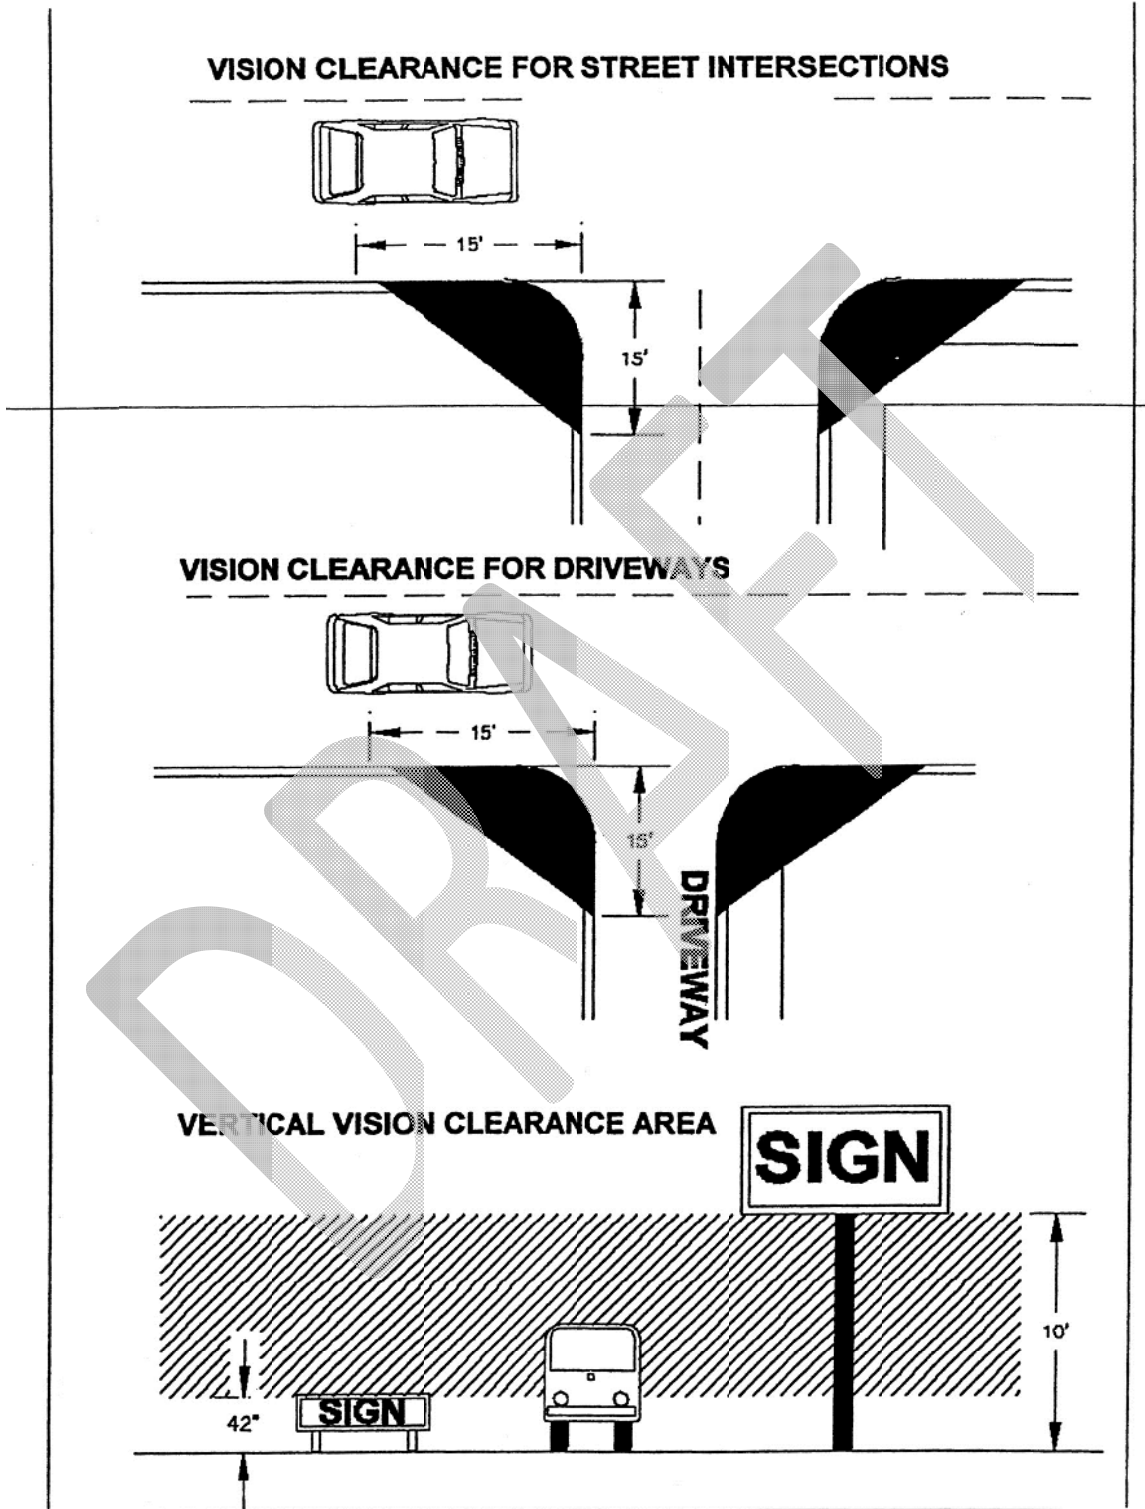 VISION CLEARANCE FOR STREET INTERSECTIONS
15'
15'
VISION CLEARANCE FOR DRIVEWAYS
15'
15'
DRIVEWAY
VERTICAL VISION CLEARANCE AREA
SIGN
10'
42"
SIGN
DRAFT